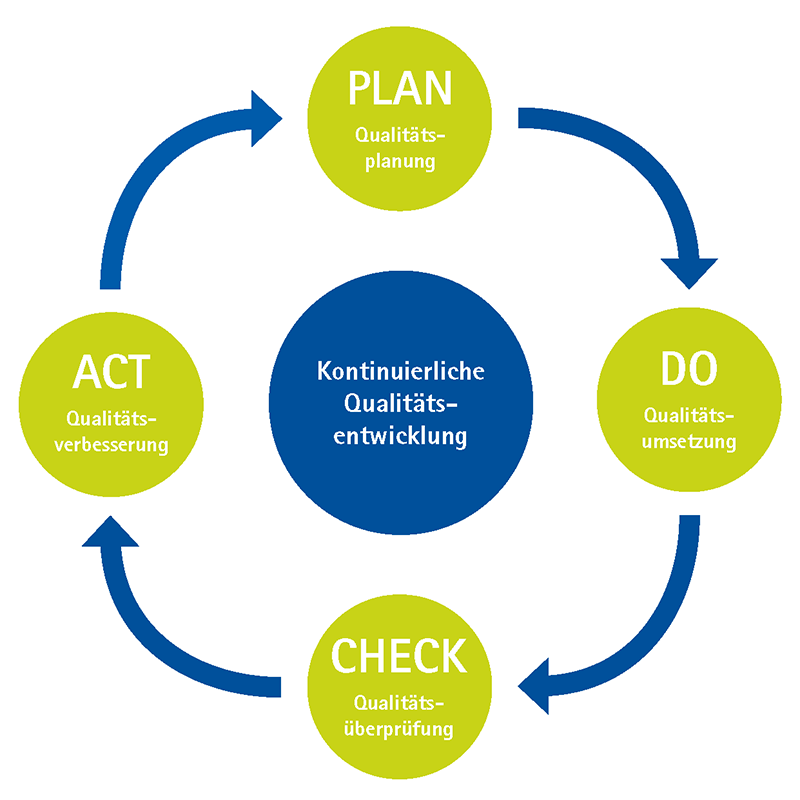 PLAN
Qualitäts-
planung
DO
Qualitäts-
umsetzung
CHECK
Qualitäts-
überprüfung
ACT
Qualitäts-
verbesserung
Kontinuierliche
Qualitäts-
entwicklung